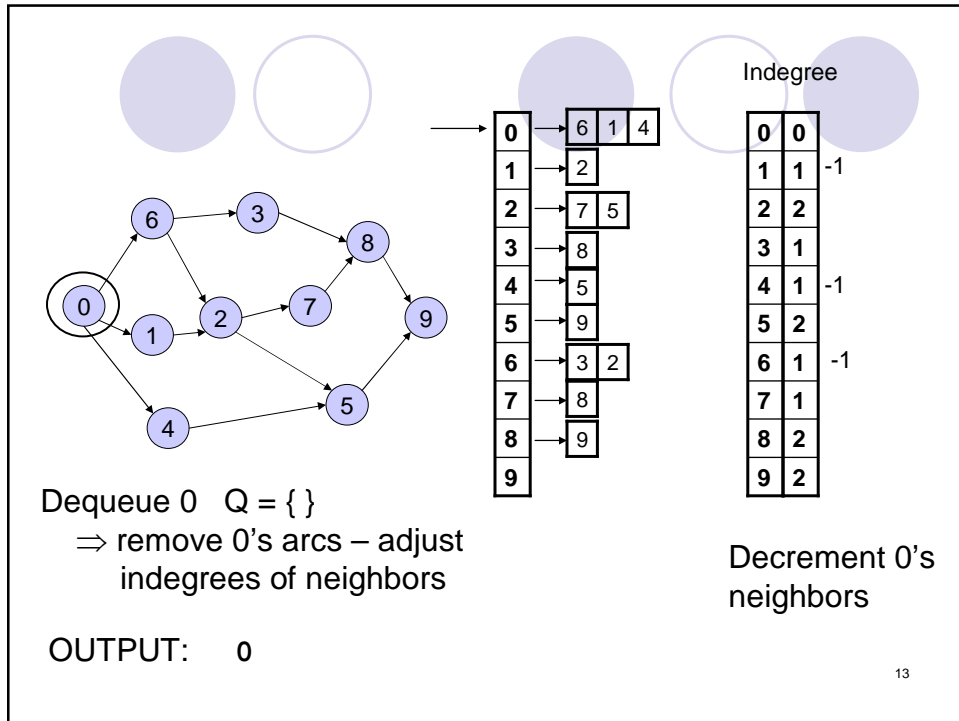 Indegree
0 6 1 4 0 0
1 2 1 1 -1
2 7 5 2 2
3 8 3 1
4 5 4 1 -1
5 9 5 2
6 3 2 6 1 -1
7 8 7 1
8 9 8 2
9 9 2
6 3
8
0 2 7 9
1
5
4
Dequeue 0 Q = { }
⇒ remove 0's arcs – adjust
indegrees of neighbors
Decrement 0's
neighbors
OUTPUT: 0
13